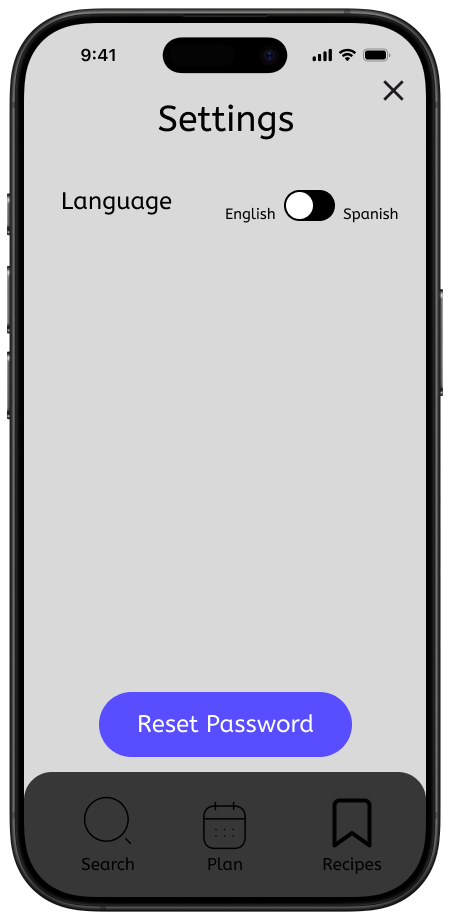 9:41
Settings
Language
English
Spanish
Reset Password
Search
Plan
Recipes